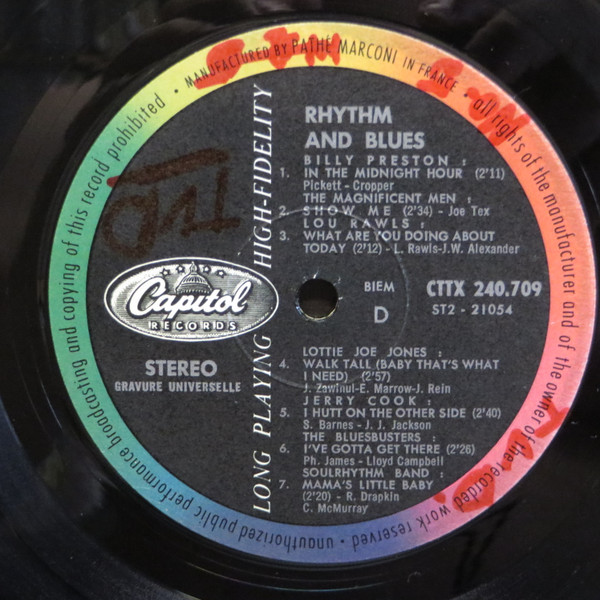 • MANUFACTURED BY PATHÉ MARCONI IN FRANCE • all rights of the manufacturer and of the owner of the recorded work reserved • unauthorized public performance broadcasting and copying of this record prohibited
LONG PLAYING HIGH-FIDELITY
RHYTHM
AND BLUES
BILLY PRESTON :
1. IN THE MIDNIGHT HOUR (2'11)
Pickett - Cropper
THE MAGNIFICENT MEN :
2. SHOW ME (2'34) - Joe Tex
LOU RAWLS :
3. WHAT ARE YOU DOING ABOUT
TODAY (2'12) - L. Rawls-J.W. Alexander
Capitol
RECORDS
BIEM
D
CTTX 240.709
ST2 - 21054
STEREO
GRAVURE UNIVERSELLE
LOTTIE JOE JONES :
4. WALK TALL (BABY THAT'S WHAT
I NEED) (2'57)
J. Zawinul-E. Marrow-J. Rein
JERRY COOK :
5. I HUTT ON THE OTHER SIDE (2'40)
S. Barnes - J. J. Jackson
THE BLUESBUSTERS :
6. I'VE GOTTA GET THERE (2'26)
Ph. James - Lloyd Campbell
SOULRHYTHM BAND :
7. MAMA'S LITTLE BABY
(2'20) - R. Drapkin
C. McMurray